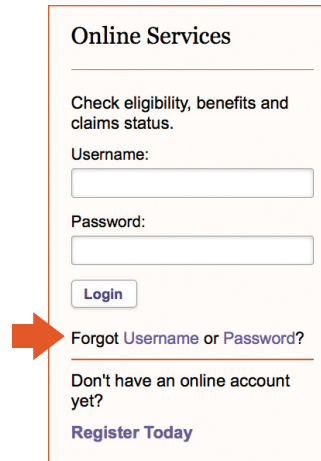 Online Services
Check eligibility, benefits and
claims status.
Username:
Password:
Login
Forgot Username or Password?
Don't have an online account
yet?
Register Today